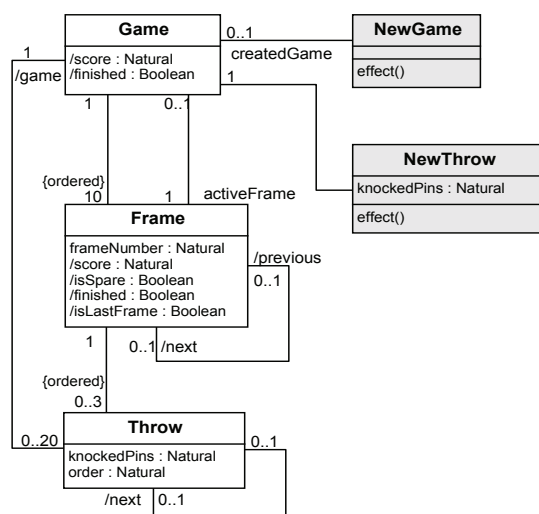 Game
/score : Natural
/finished : Boolean
0..1
createdGame
NewGame
effect()
1
/game
1
0..1
1
NewThrow
knockedPins : Natural
effect()
{ordered}
10
1
activeFrame
Frame
frameNumber : Natural
/score : Natural
/isSpare : Boolean
/finished : Boolean
/isLastFrame : Boolean
/previous
0..1
1
0..1
/next
{ordered}
0..3
Throw
knockedPins : Natural
order : Natural
0..20
0..1
/next
0..1